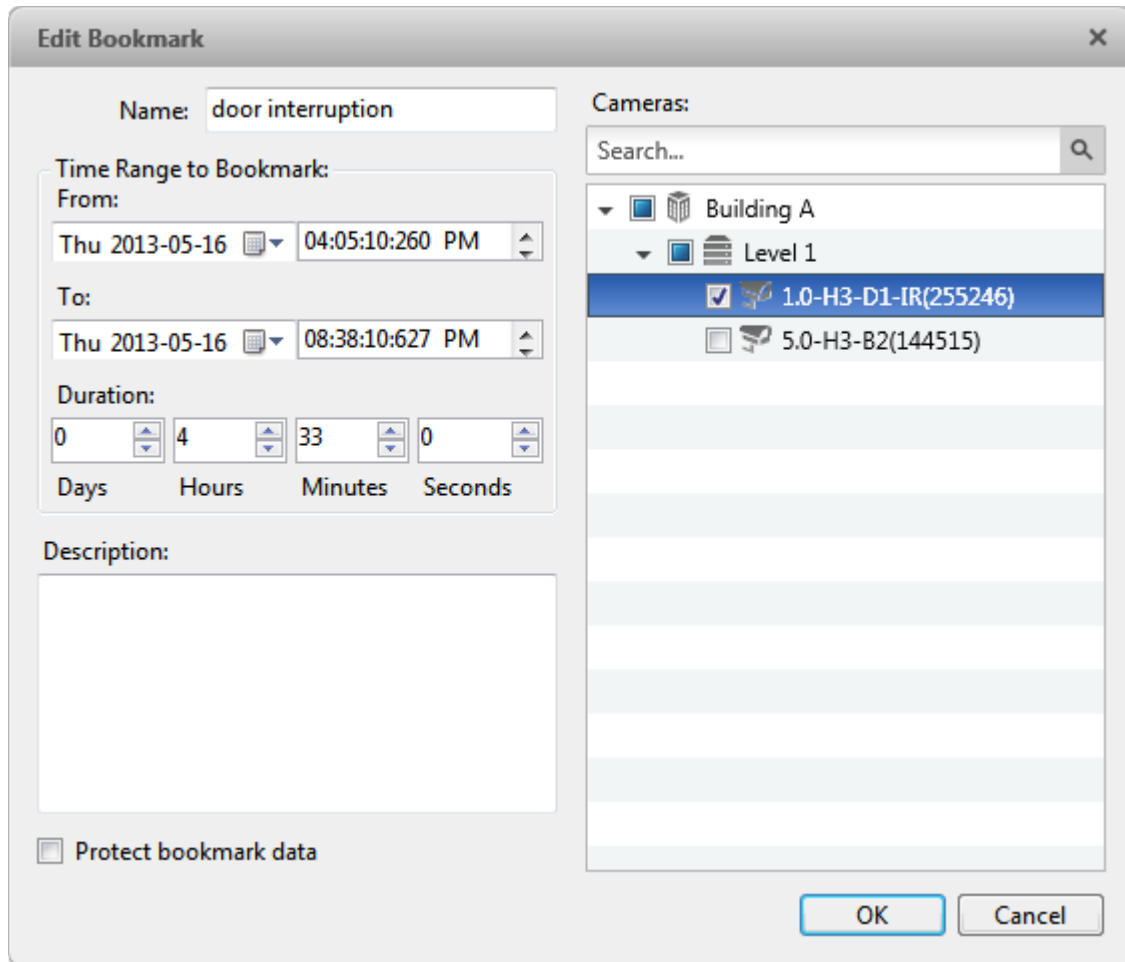 Edit Bookmark
Name: door interruption
Time Range to Bookmark:
From:
Thu 2013-05-16 04:05:10:260 PM
To:
Thu 2013-05-16 08:38:10:627 PM
Duration:
0 4 33 0
Days Hours Minutes Seconds
Description:
Protect bookmark data
Cameras:
Search...
Building A
Level 1
1.0-H3-D1-IR(255246)
5.0-H3-B2(144515)
OK Cancel